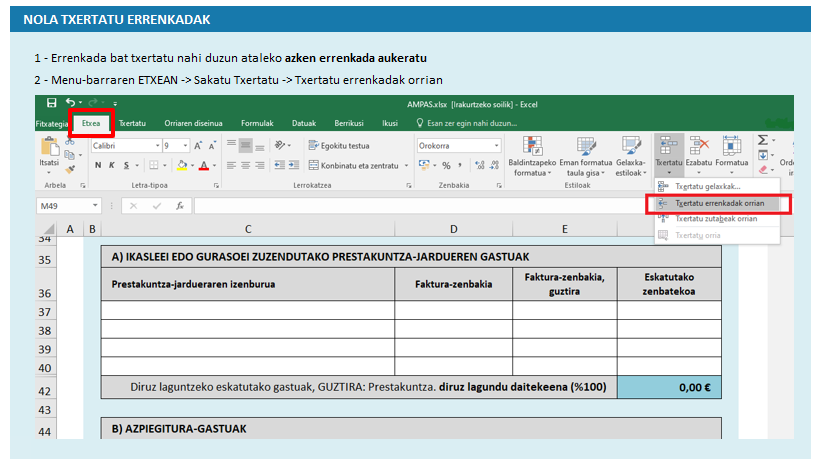 NOLA TXERTATU ERRENKADAK
1 - Errenkada bat txertatu nahi duzun ataleko azken errenkada aukeratu
2 - Menu-barraren ETXEAN -> Sakatu Txertatu -> Txertatu errenkadak orrian
AMPAS.xlsx [Irakurtzeko soilik] - Excel
Fitxategia Etxea Txertatu Orriaren diseinua Formulak Datuak Berrikusi Ikusi Esan zer egin nahi duzun...
Calibri 9 A A Egokitu testua Orokorra
Itsatsi N K S A Konbinatu eta zentratu % Baldintzapeko formatua Eman formatua taula gisa Gelaxka-estiloak Txertatu Ezabatu Formatua
Arbela Letra-tipoa Lerrokatzea Zenbakia Estiloak
Txertatu gelaxkak...
Txertatu errenkadak orrian
Txertatu zutabeak orrian
Txertatu orria
M49 fx
A B C D E
34
35 A) IKASLEEI EDO GURASOEI ZUZENDUTAKO PRESTAKUNTZA-JARDUEREN GASTUAK
36 Prestakuntza-jardueraren izenburua Faktura-zenbakia Faktura-zenbakia, guztira Eskatutako zenbatekoa
37
38
39
40
42 Diruz laguntzeko eskatutako gastuak, GUZTIRA: Prestakuntza. diruz lagundu daitekeena (%100) 0,00 €
43
44 B) AZPIEGITURA-GASTUAK